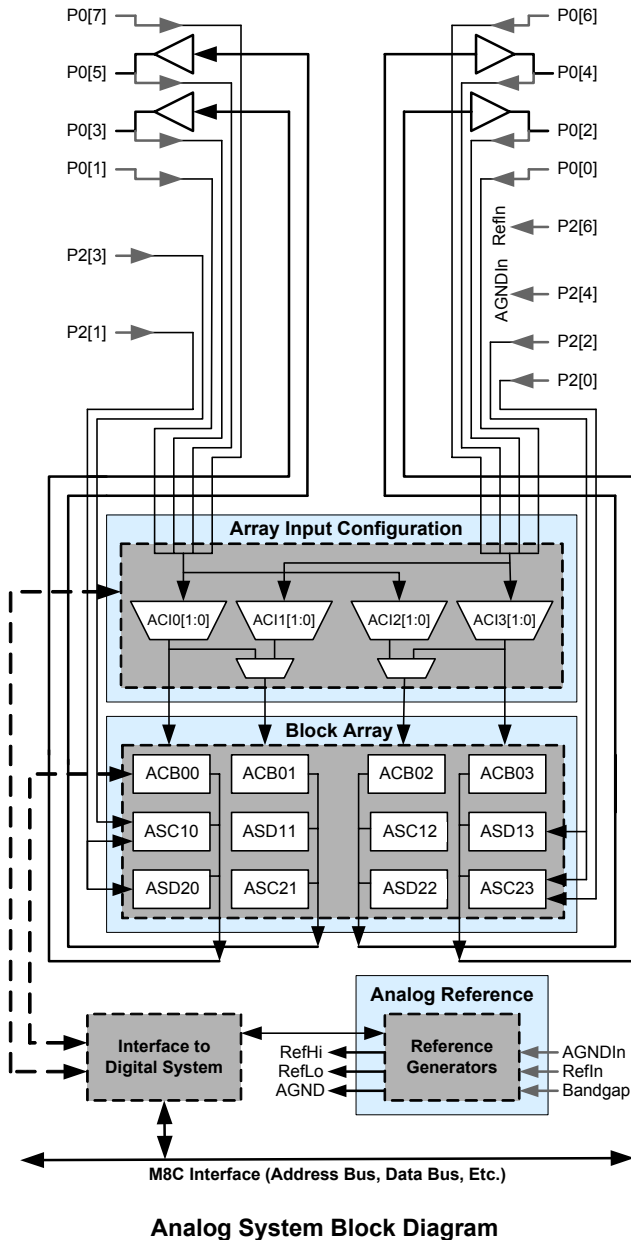 P0[7]
P0[6]
P0[5]
P0[4]
P0[3]
P0[2]
P0[1]
P0[0]
P2[6]
RefIn
P2[3]
P2[4]
AGNDIn
P2[1]
P2[2]
P2[0]
Array Input Configuration
ACI0[1:0]
ACI1[1:0]
ACI2[1:0]
ACI3[1:0]
Block Array
ACB00
ACB01
ACB02
ACB03
ASC10
ASD11
ASC12
ASD13
ASD20
ASC21
ASD22
ASC23
Analog Reference
Interface to
Digital System
RefHi
RefLo
AGND
Reference
Generators
AGNDIn
RefIn
Bandgap
M8C Interface (Address Bus, Data Bus, Etc.)
Analog System Block Diagram